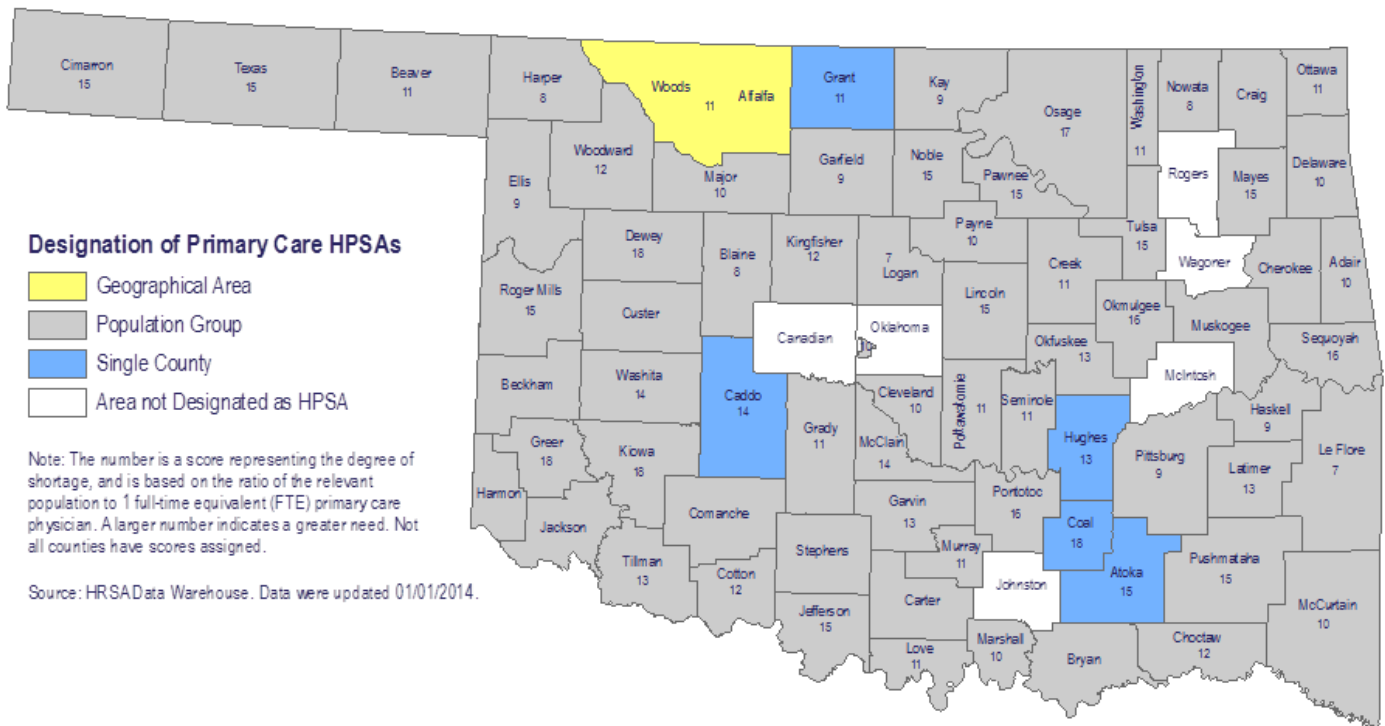 Cimarron
15
Texas
15
Beaver
11
Harper
8
Woods
11
Alfalfa
Grant
11
Kay
9
Osage
17
Washington
11
Nowata
8
Craig
Ottawa
11
Ellis
9
Woodward
12
Major
10
Garfield
9
Noble
15
Pawnee
15
Rogers
Mayes
15
Delaware
10
Dewey
18
Blaine
8
Kingfisher
12
7
Logan
Payne
10
Creek
11
Tulsa
15
Wagoner
Cherokee
Adair
10
Roger Mills
15
Custer
Canadian
Oklahoma
Lincoln
15
Okmulgee
16
Muskogee
Sequoyah
16
Okfuskee
13
McIntosh
Beckham
Washita
14
Caddo
14
Grady
11
Cleveland
10
McClain
14
Pottawatomie
11
Seminole
11
Hughes
13
Pittsburg
9
Haskell
9
Latimer
13
Le Flore
7
Greer
18
Kiowa
18
Harmon
Jackson
Comanche
Garvin
13
Pontotoc
16
Coal
18
Tillman
13
Cotton
12
Stephens
Murray
11
Johnston
Atoka
15
Pushmataha
15
McCurtain
10
Jefferson
15
Carter
Love
11
Marshall
10
Bryan
Choctaw
12
Designation of Primary Care HPSAs
Geographical Area
Population Group
Single County
Area not Designated as HPSA
Note: The number is a score representing the degree of
shortage, and is based on the ratio of the relevant
population to 1 full-time equivalent (FTE) primary care
physician. A larger number indicates a greater need. Not
all counties have scores assigned.
Source: HRSA Data Warehouse. Data were updated 01/01/2014.